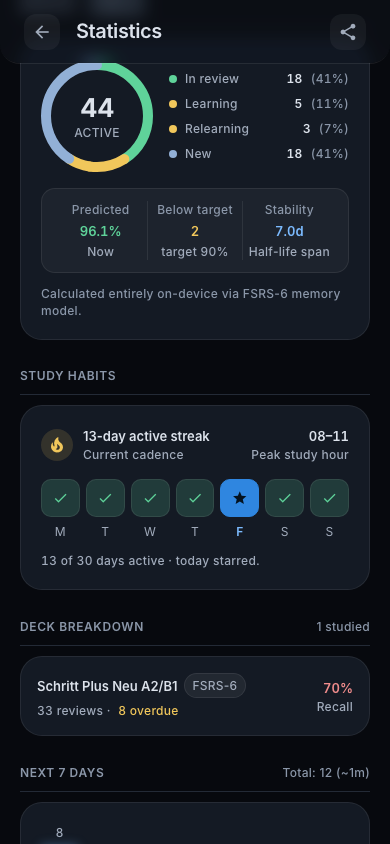 Statistics
44
ACTIVE
In review 18 (41%)
Learning 5 (11%)
Relearning 3 (7%)
New 18 (41%)
Predicted Below target Stability
96.1% 2 7.0d
Now target 90% Half-life span
Calculated entirely on-device via FSRS-6 memory
model.
STUDY HABITS
13-day active streak 08–11
Current cadence Peak study hour
M T W T F S S
13 of 30 days active · today starred.
DECK BREAKDOWN 1 studied
Schritt Plus Neu A2/B1 FSRS-6 70%
33 reviews · 8 overdue Recall
NEXT 7 DAYS Total: 12 (~1m)
8